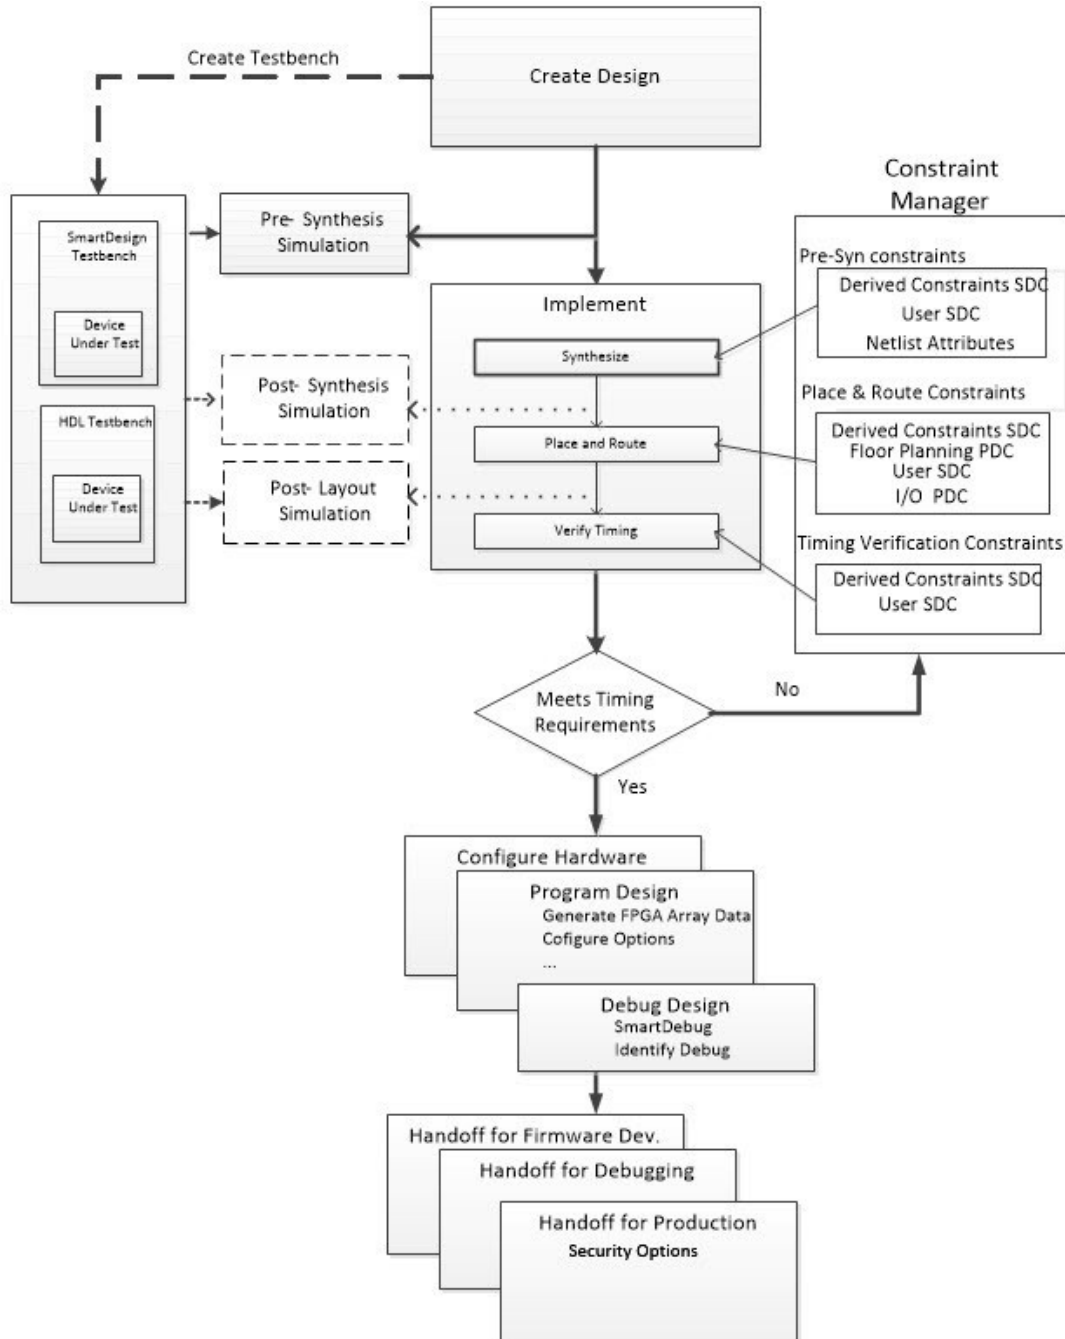 Create Testbench
Create Design
Constraint
Manager
SmartDesign
Testbench
Device
Under Test
HDL Testbench
Device
Under Test
Pre- Synthesis
Simulation
Post- Synthesis
Simulation
Post- Layout
Simulation
Implement
Synthesize
Place and Route
Verify Timing
Pre-Syn constraints
Derived Constraints SDC
User SDC
Netlist Attributes
Place & Route Constraints
Derived Constraints SDC
Floor Planning PDC
User SDC
I/O PDC
Timing Verification Constraints
Derived Constraints SDC
User SDC
Meets Timing
Requirements
No
Yes
Configure Hardware
Program Design
Generate FPGA Array Data
Cofigure Options
...
Debug Design
SmartDebug
Identify Debug
Handoff for Firmware Dev.
Handoff for Debugging
Handoff for Production
Security Options